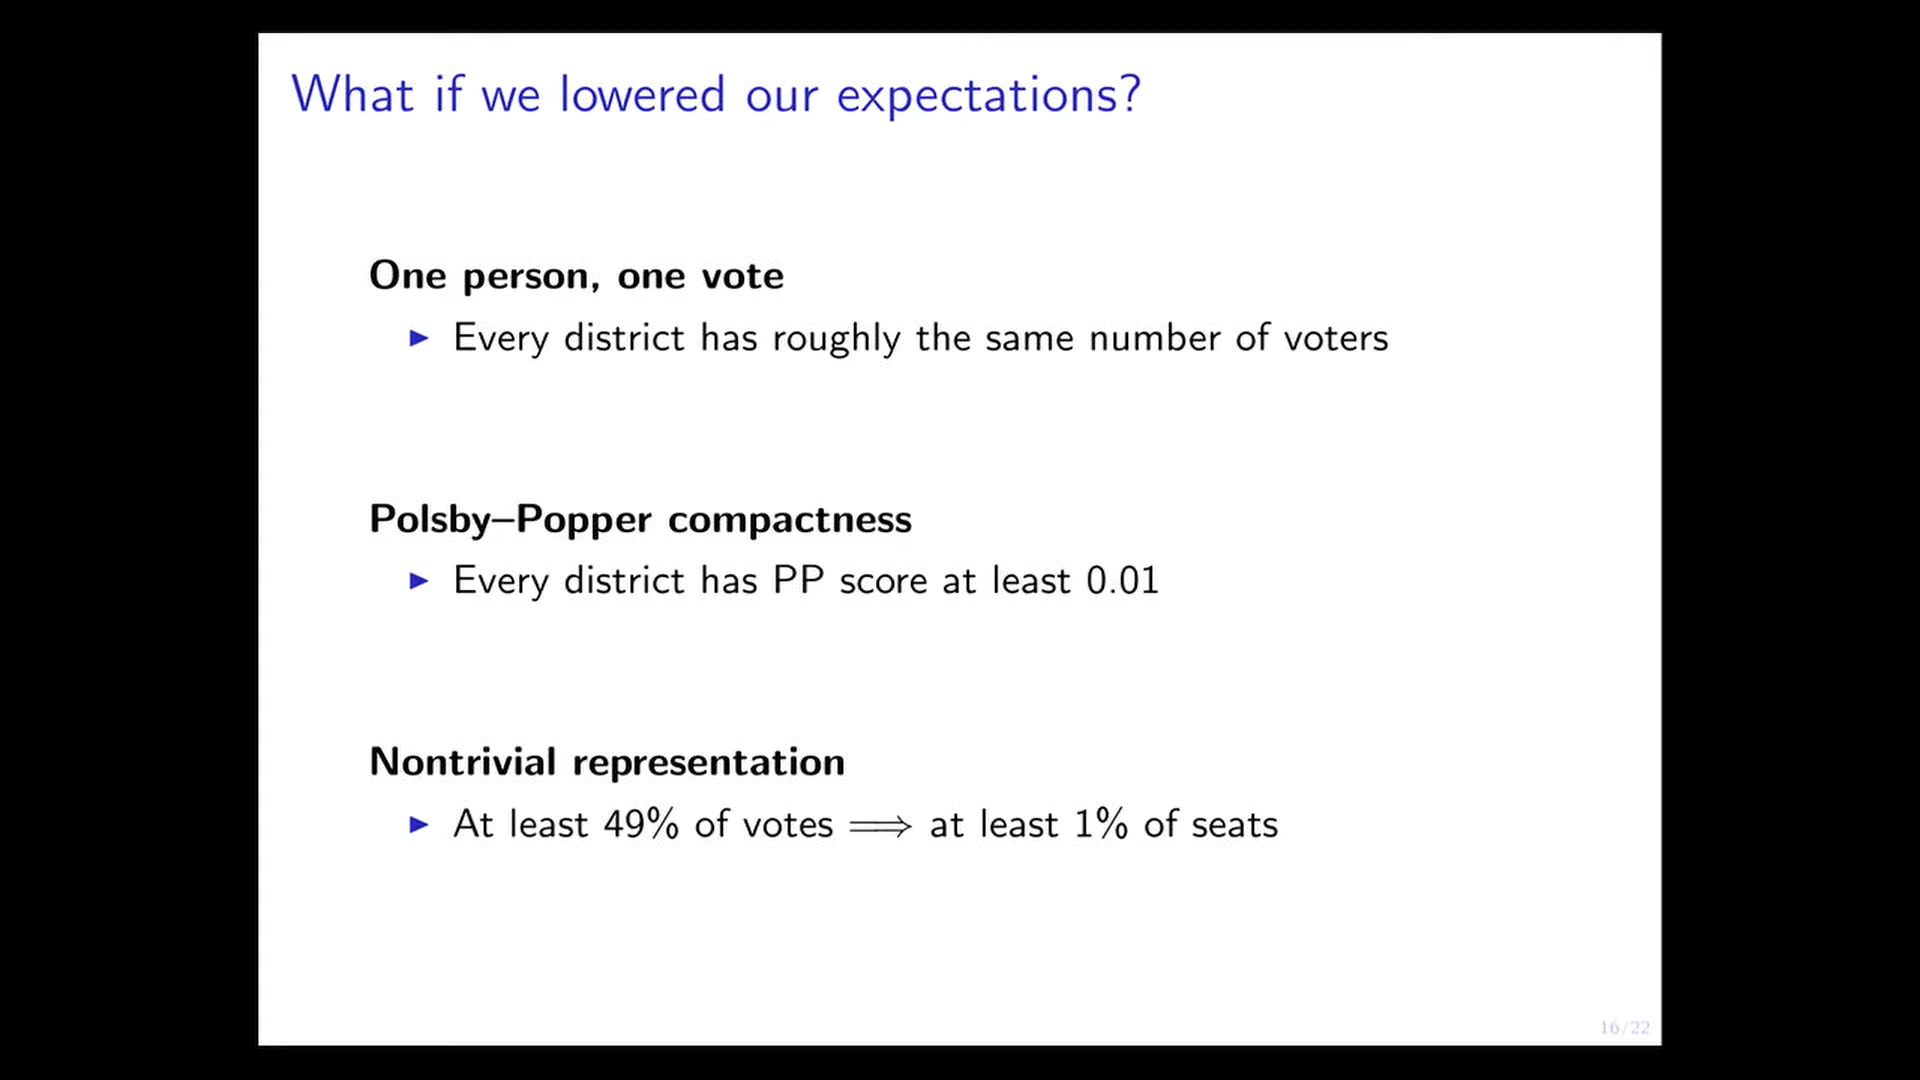 What if we lowered our expectations?
One person, one vote
▶ Every district has roughly the same number of voters
Polsby–Popper compactness
▶ Every district has PP score at least 0.01
Nontrivial representation
▶ At least 49% of votes ⟹ at least 1% of seats
16/22